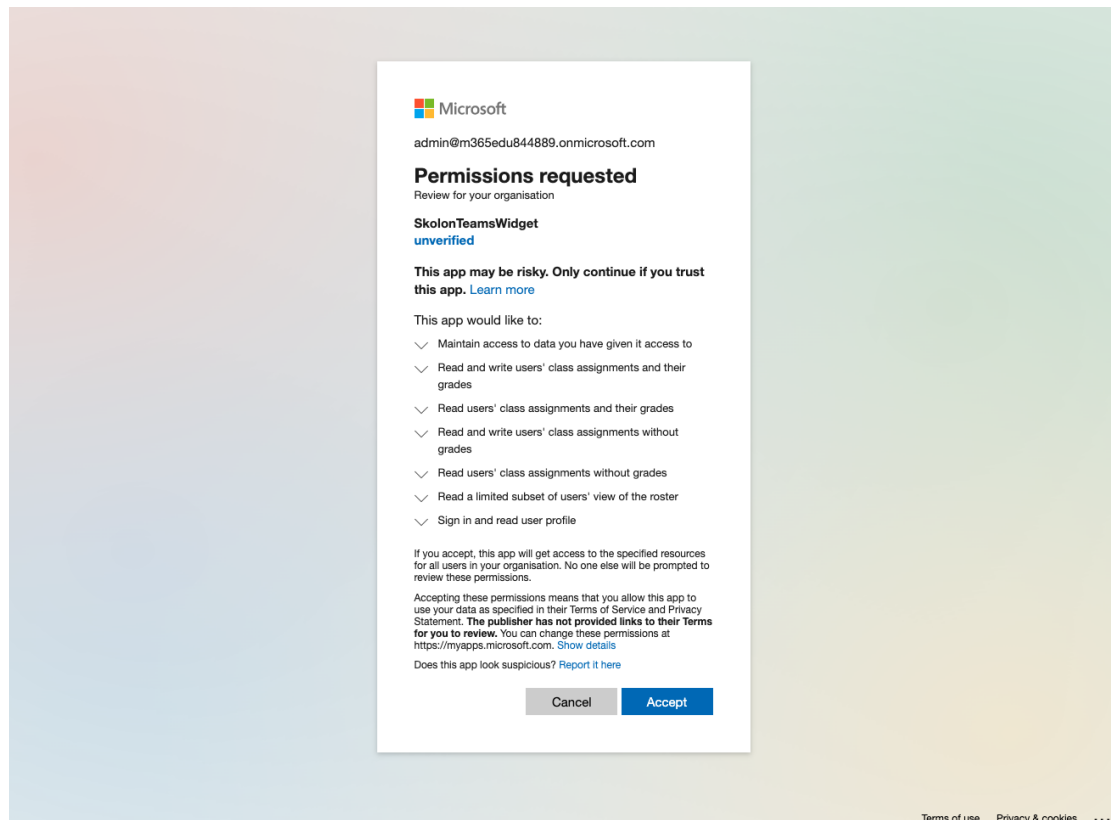 Microsoft
admin@m365edu844889.onmicrosoft.com
Permissions requested
Review for your organisation
SkolonTeamsWidget
unverified
This app may be risky. Only continue if you trust
this app. Learn more
This app would like to:
Maintain access to data you have given it access to
Read and write users' class assignments and their
grades
Read users' class assignments and their grades
Read and write users' class assignments without
grades
Read users' class assignments without grades
Read a limited subset of users' view of the roster
Sign in and read user profile
If you accept, this app will get access to the specified resources
for all users in your organisation. No one else will be prompted to
review these permissions.
Accepting these permissions means that you allow this app to
use your data as specified in their Terms of Service and Privacy
Statement. The publisher has not provided links to their Terms
for you to review. You can change these permissions at
https://myapps.microsoft.com. Show details
Does this app look suspicious? Report it here
Cancel Accept
Terms of use Privacy & cookies ...